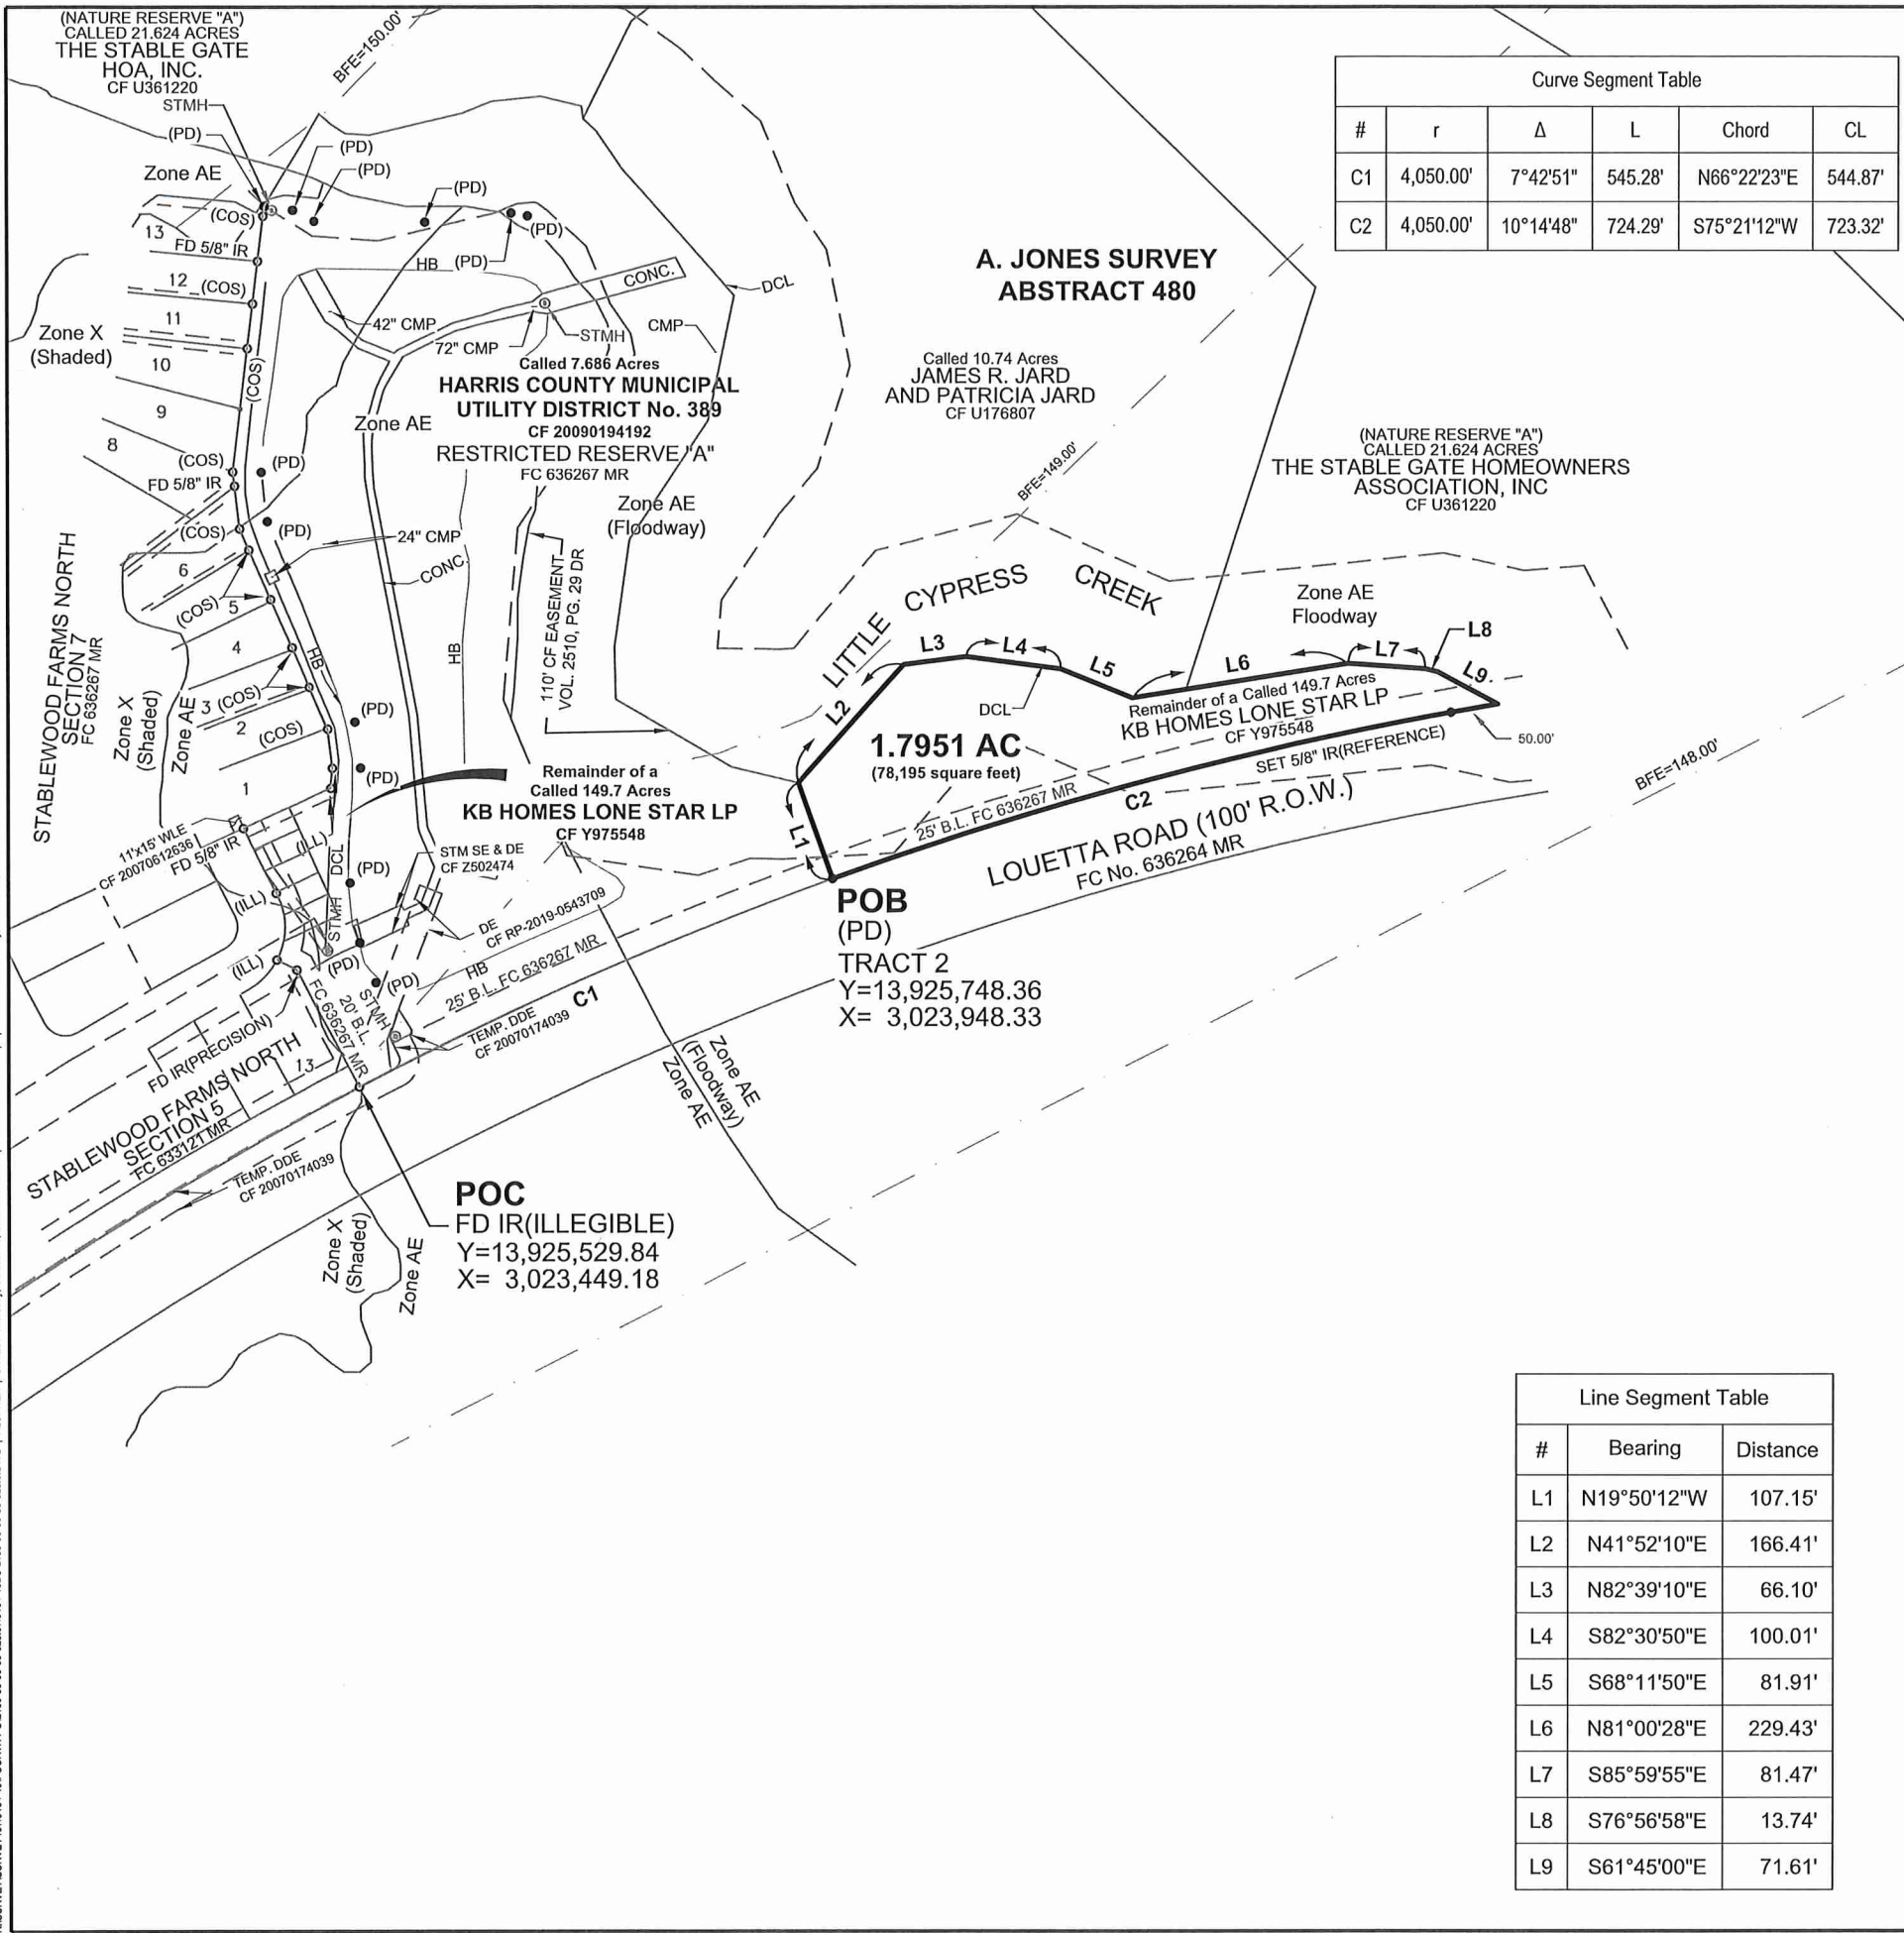 (NATURE RESERVE "A")
CALLED 21.624 ACRES
THE STABLE GATE
HOA, INC.
CF U361220
STMH
(PD)
(PD)
(PD)
(PD)
(PD)
BFE=150.00'
Zone AE
(COS)
13
FD 5/8" IR
12
(COS)
11
10
9
8
Zone X
(Shaded)
(COS)
HB
(PD)
CONC.
42" CMP
72" CMP
STMH
CMP
DCL
Called 7.686 Acres
HARRIS COUNTY MUNICIPAL
UTILITY DISTRICT No. 389
CF 20090194192
RESTRICTED RESERVE "A"
FC 636267 MR
Zone AE
Zone AE
(Floodway)
(COS)
(PD)
FD 5/8" IR
(COS)
(PD)
24" CMP
CONC.
6
(COS)
5
4
3
(COS)
2
(COS)
1
HB
HB
110' CF EASEMENT
VOL. 2510, PG. 29 DR
STABLEWOOD FARMS NORTH
SECTION 7
FC 636267 MR
Zone X
(Shaded)
Zone AE
(PD)
(PD)
Remainder of a
Called 149.7 Acres
KB HOMES LONE STAR LP
CF Y975548
11'x15' WLE
CF 20070612636
FD 5/8" IR
(ILL)
DCL
STMH
(PD)
STM SE & DE
CF Z502474
DE
CF RP-2019-0543709
(ILL)
(ILL)
(PD)
(PD)
HB
25' B.L. FC 636267 MR
C1
STMH
20' B.L.
FC 636267 MR
TEMP. DDE
CF 20070174039
FD IR(PRECISION)
13
STABLEWOOD FARMS NORTH
SECTION 5
FC 633121 MR
TEMP. DDE
CF 20070174039
POC
FD IR(ILLEGIBLE)
Y=13,925,529.84
X= 3,023,449.18
Zone X
(Shaded)
Zone AE
Zone AE
(Floodway)
Zone AE
A. JONES SURVEY
ABSTRACT 480
Called 10.74 Acres
JAMES R. JARD
AND PATRICIA JARD
CF U176807
BFE=149.00'
(NATURE RESERVE "A")
CALLED 21.624 ACRES
THE STABLE GATE HOMEOWNERS
ASSOCIATION, INC
CF U361220
LITTLE CYPRESS CREEK
Zone AE
Floodway
L1
L2
L3
L4
L5
L6
L7
L8
L9
DCL
1.7951 AC
(78,195 square feet)
Remainder of a Called 149.7 Acres
KB HOMES LONE STAR LP
CF Y975548
SET 5/8" IR(REFERENCE)
50.00'
25' B.L. FC 636267 MR
C2
LOUETTA ROAD (100' R.O.W.)
FC No. 636264 MR
BFE=148.00'
POB
(PD)
TRACT 2
Y=13,925,748.36
X= 3,023,948.33
Curve Segment Table
# r Δ L Chord CL
C1 4,050.00' 7°42'51" 545.28' N66°22'23"E 544.87'
C2 4,050.00' 10°14'48" 724.29' S75°21'12"W 723.32'
Line Segment Table
# Bearing Distance
L1 N19°50'12"W 107.15'
L2 N41°52'10"E 166.41'
L3 N82°39'10"E 66.10'
L4 S82°30'50"E 100.01'
L5 S68°11'50"E 81.91'
L6 N81°00'28"E 229.43'
L7 S85°59'55"E 81.47'
L8 S76°56'58"E 13.74'
L9 S61°45'00"E 71.61'